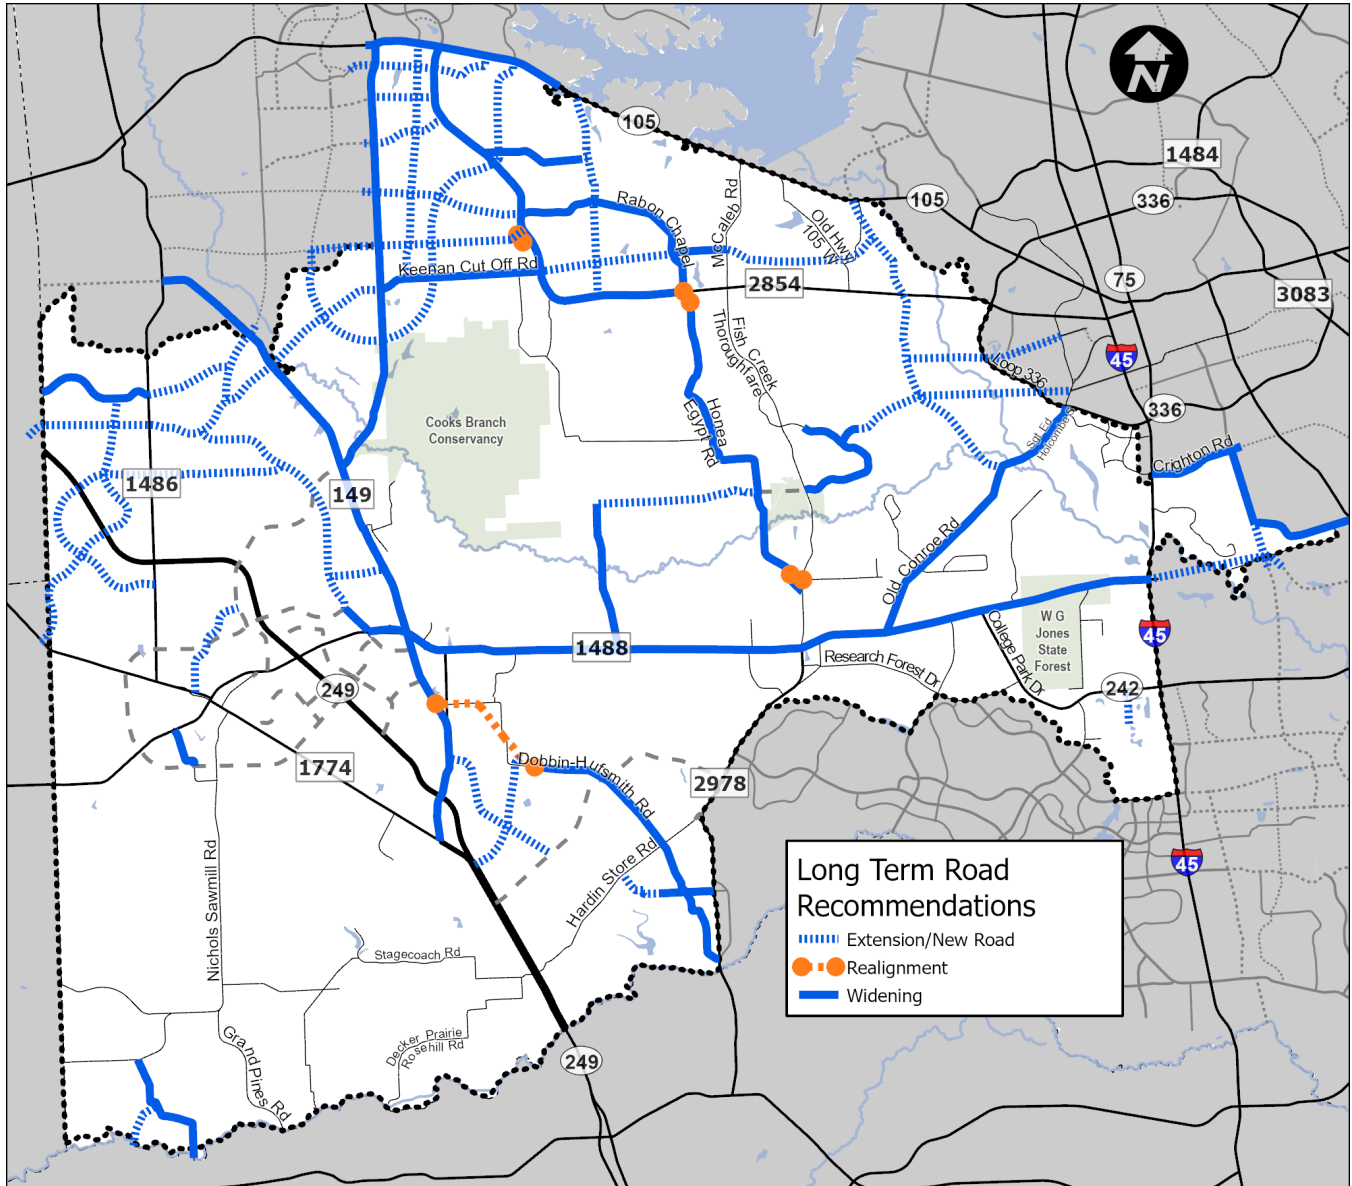 N
105
1484
105
336
Rabon Chapel
McCaleb Rd
Old Hwy
105 W
Keenan Cut Off Rd
2854
75
3083
45
Fish Creek
Thoroughfare
Loop 336
336
Cooks Branch
Conservancy
Honea
Egypt Rd
Sgt Ed
Holcomb
Crighton Rd
1486
149
Old Conroe Rd
W G
Jones
State
Forest
45
1488
College Park Dr
Research Forest Dr
249
242
1774
Dobbin-Hufsmith Rd
2978
Hardin Store Rd
45
Nichols Sawmill Rd
Long Term Road
Recommendations
Extension/New Road
Realignment
Widening
Stagecoach Rd
Decker Prairie
Rosehill Rd
Grand Pines Rd
249